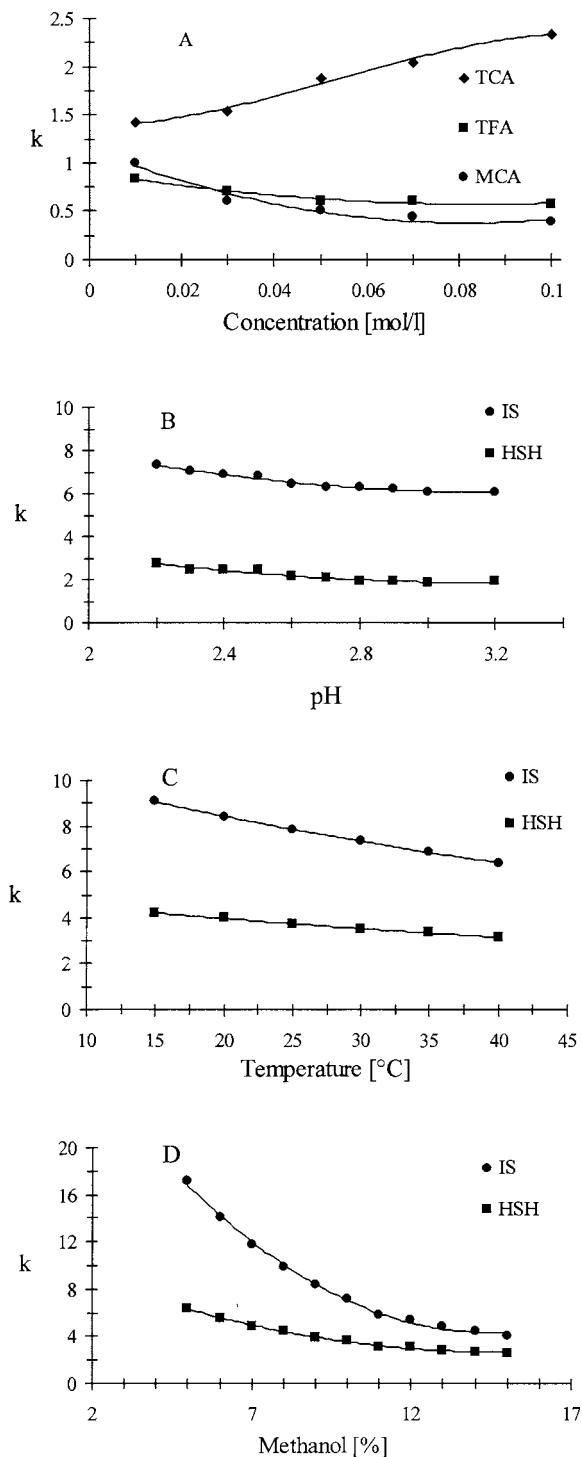 A
2.5
2
1.5
k
1
0.5
0
TCA
TFA
MCA
0
0.02
0.04
0.06
0.08
0.1
Concentration [mol/l]
B
10
8
6
k
4
2
0
IS
HSH
2
2.4
2.8
3.2
pH
C
10
8
6
k
4
2
0
IS
HSH
10
15
20
25
30
35
40
45
Temperature [°C]
D
20
16
12
k
8
4
0
IS
HSH
2
7
12
17
Methanol [%]